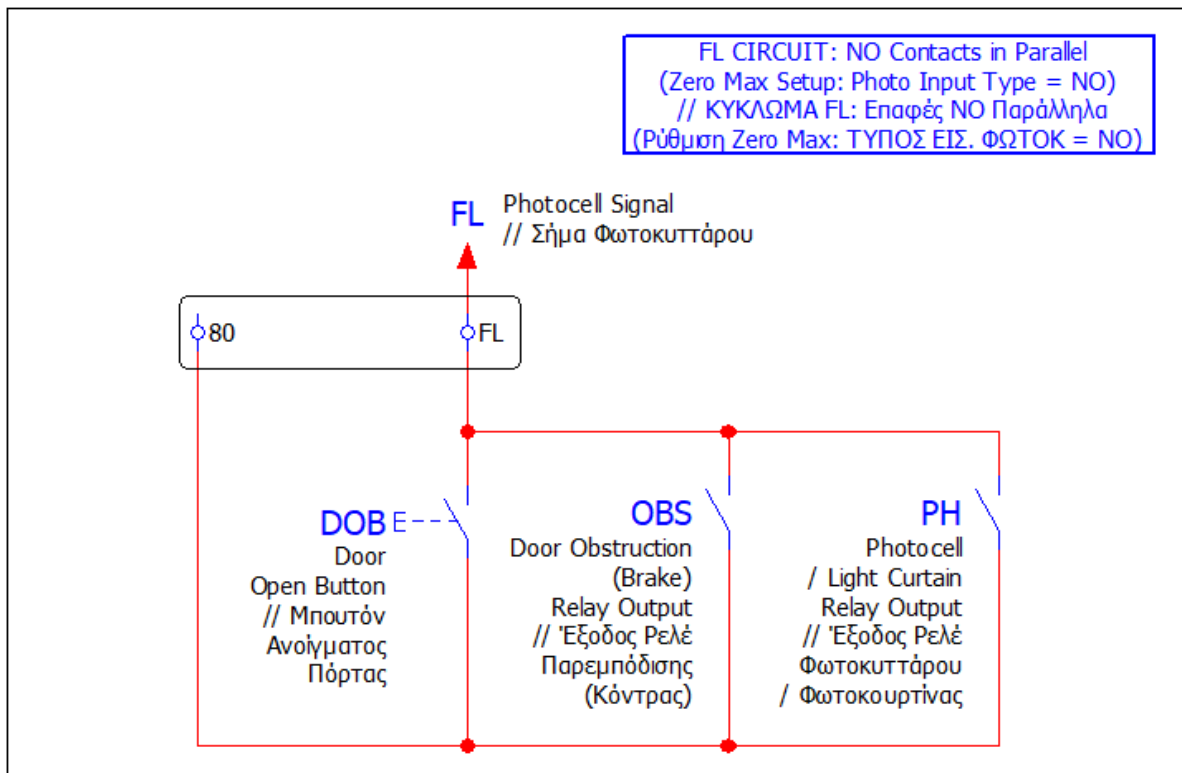 FL CIRCUIT: NO Contacts in Parallel
(Zero Max Setup: Photo Input Type = NO)
// ΚΥΚΛΩΜΑ FL: Επαφές NO Παράλληλα
(Ρύθμιση Zero Max: ΤΥΠΟΣ ΕΙΣ. ΦΩΤΟΚ = NO)
FL
Photocell Signal
// Σήμα Φωτοκυττάρου
80
FL
DOB
Door
Open Button
// Μπουτόν
Ανοίγματος
Πόρτας
OBS
Door Obstruction
(Brake)
Relay Output
// Έξοδος Ρελέ
Παρεμπόδισης
(Κόντρας)
PH
Photocell
/ Light Curtain
Relay Output
// Έξοδος Ρελέ
Φωτοκυττάρου
/ Φωτοκουρτίνας